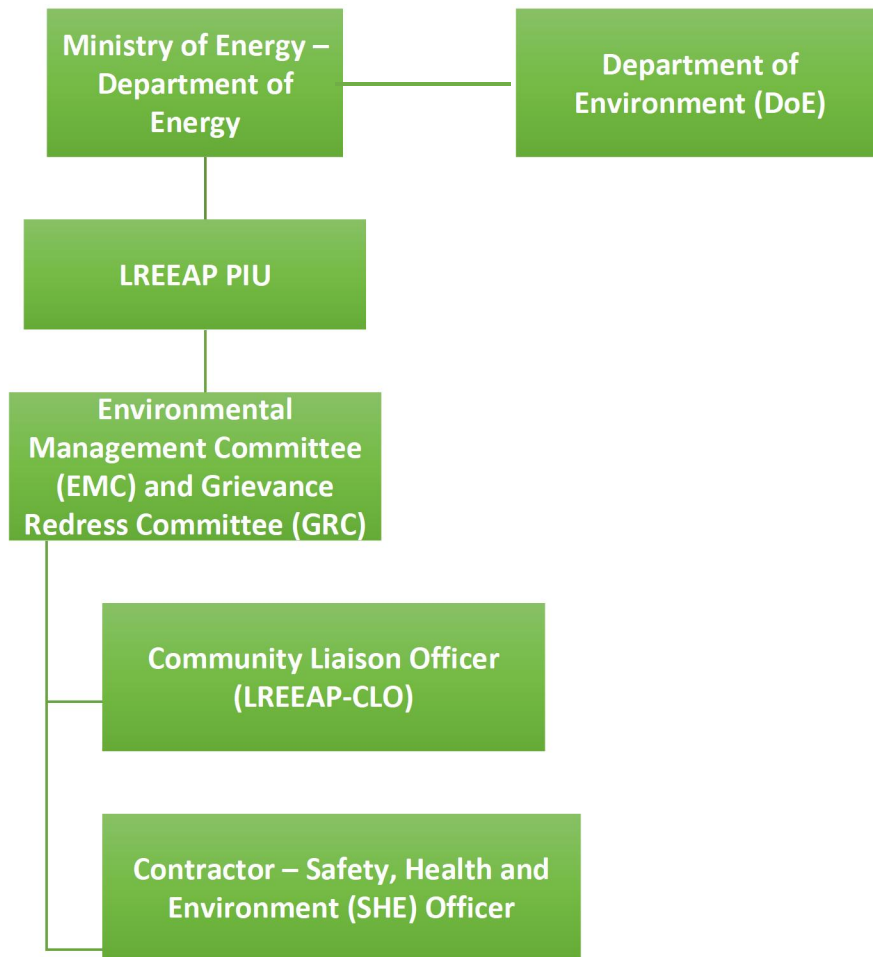 Ministry of Energy –
Department of
Energy
Department of
Environment (DoE)
LREEAP PIU
Environmental
Management Committee
(EMC) and Grievance
Redress Committee (GRC)
Community Liaison Officer
(LREEAP-CLO)
Contractor – Safety, Health and
Environment (SHE) Officer